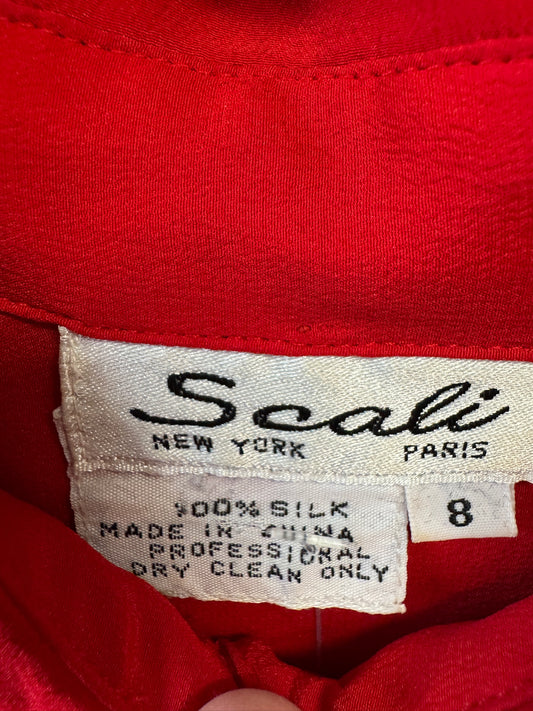 Scali
NEW YORK PARIS
100% SILK
8
MADE IN CHINA
PROFESSIONAL
DRY CLEAN ONLY